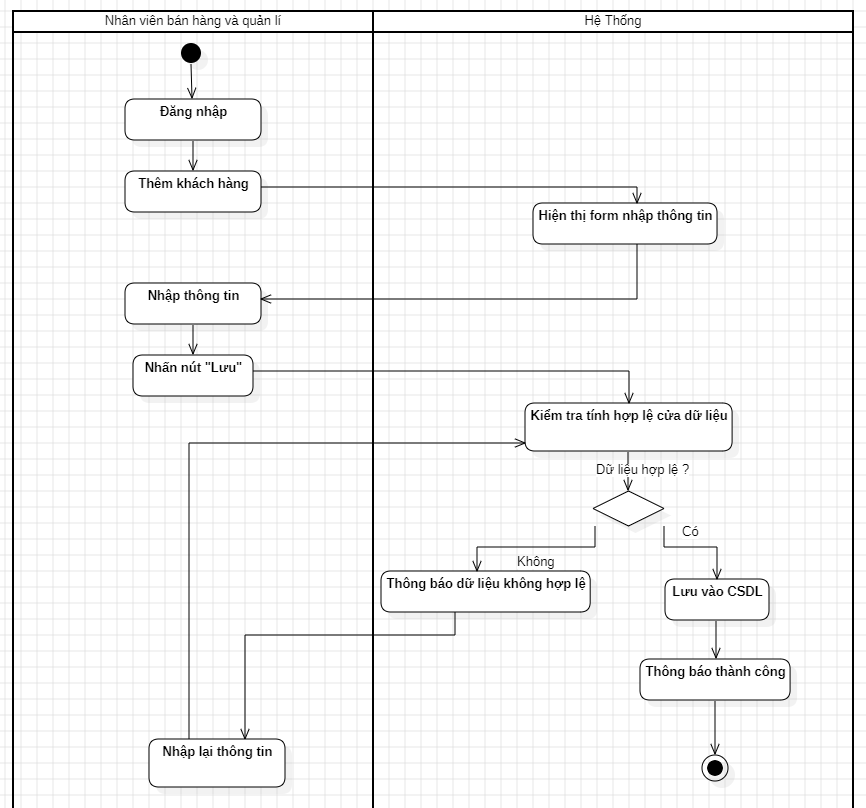 Nhân viên bán hàng và quản lí
Hệ Thống
Đăng nhập
Thêm khách hàng
Hiện thị form nhập thông tin
Nhập thông tin
Nhấn nút "Lưu"
Kiểm tra tính hợp lệ cửa dữ liệu
Dữ liệu hợp lệ ?
Có
Không
Thông báo dữ liệu không hợp lệ
Lưu vào CSDL
Thông báo thành công
Nhập lại thông tin